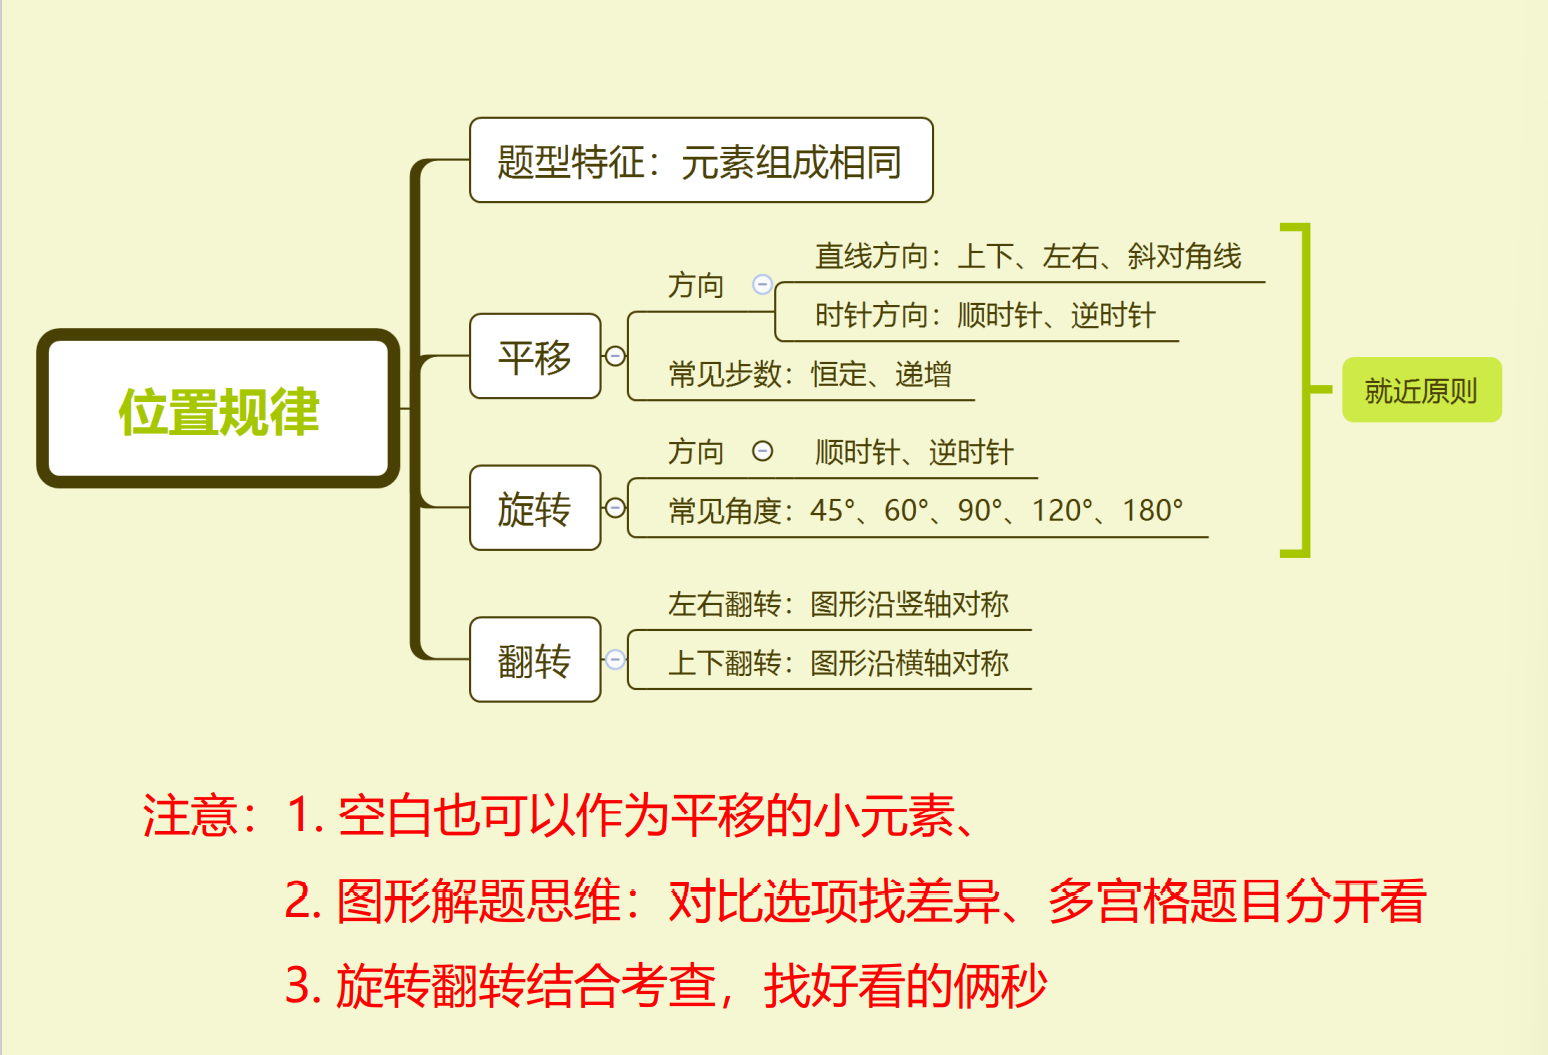 题型特征：元素组成相同
位置规律
平移
方向
直线方向：上下、左右、斜对角线
时针方向：顺时针、逆时针
常见步数：恒定、递增
旋转
方向
顺时针、逆时针
常见角度：45°、60°、90°、120°、180°
就近原则
翻转
左右翻转：图形沿竖轴对称
上下翻转：图形沿横轴对称
注意：1. 空白也可以作为平移的小元素、
2. 图形解题思维：对比选项找差异、多宫格题目分开看
3. 旋转翻转结合考查，找好看的俩秒